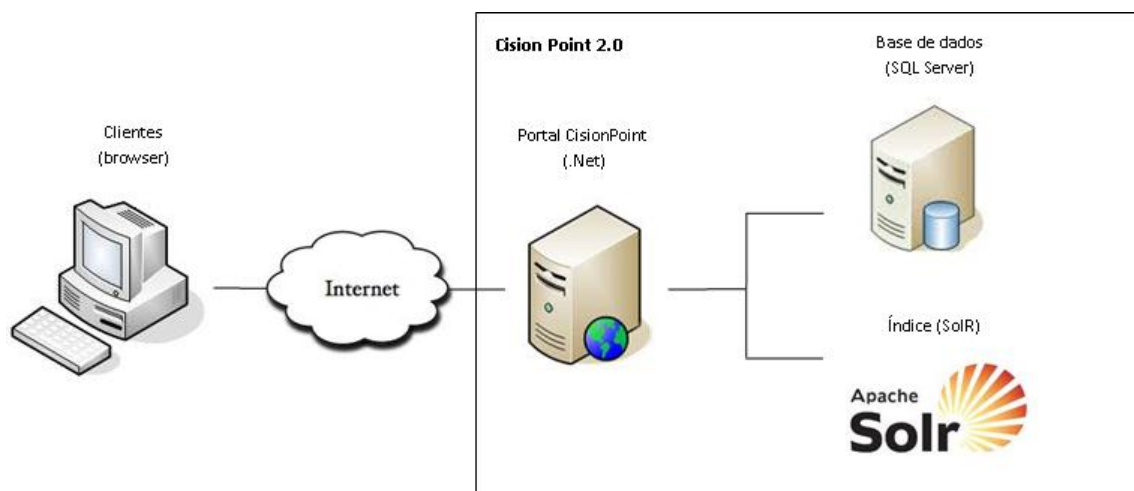 Cision Point 2.0
Base de dados
(SQL Server)
Clientes
(browser)
Portal CisionPoint
(.Net)
Internet
Índice (SolR)
Apache
Solr